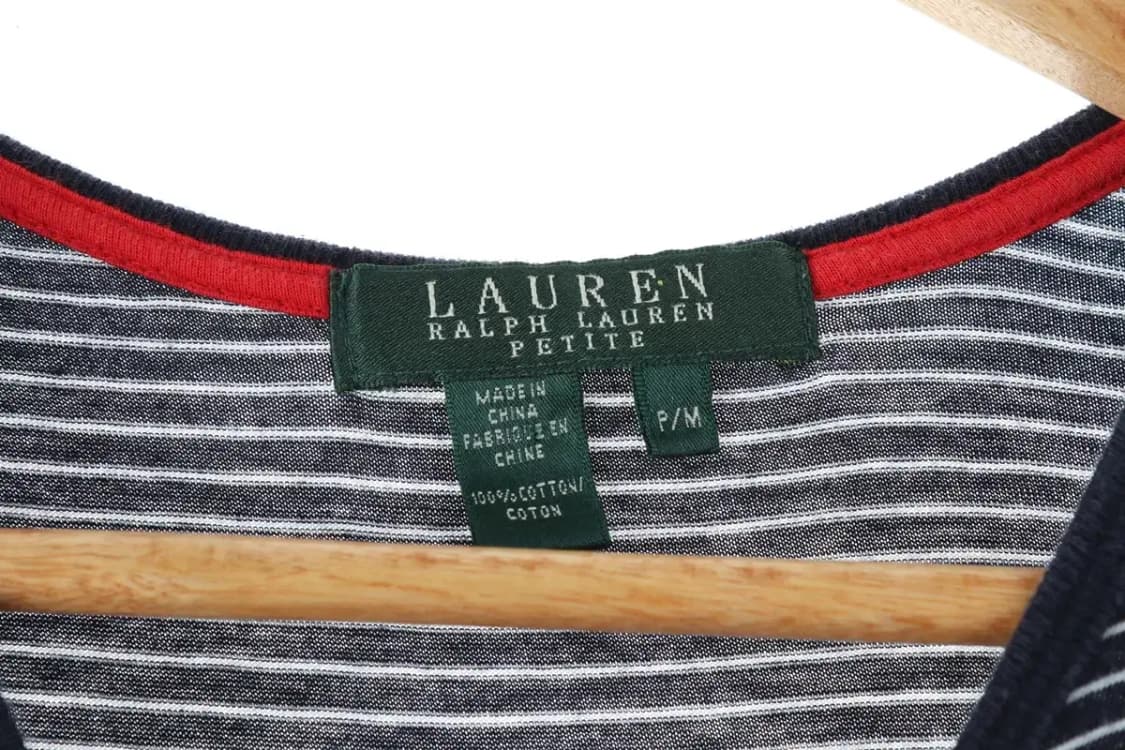 LAUREN
RALPH LAUREN
PETITE
MADE IN
CHINA
FABRIQUE EN
CHINE
100% COTTON/
COTON
P/M